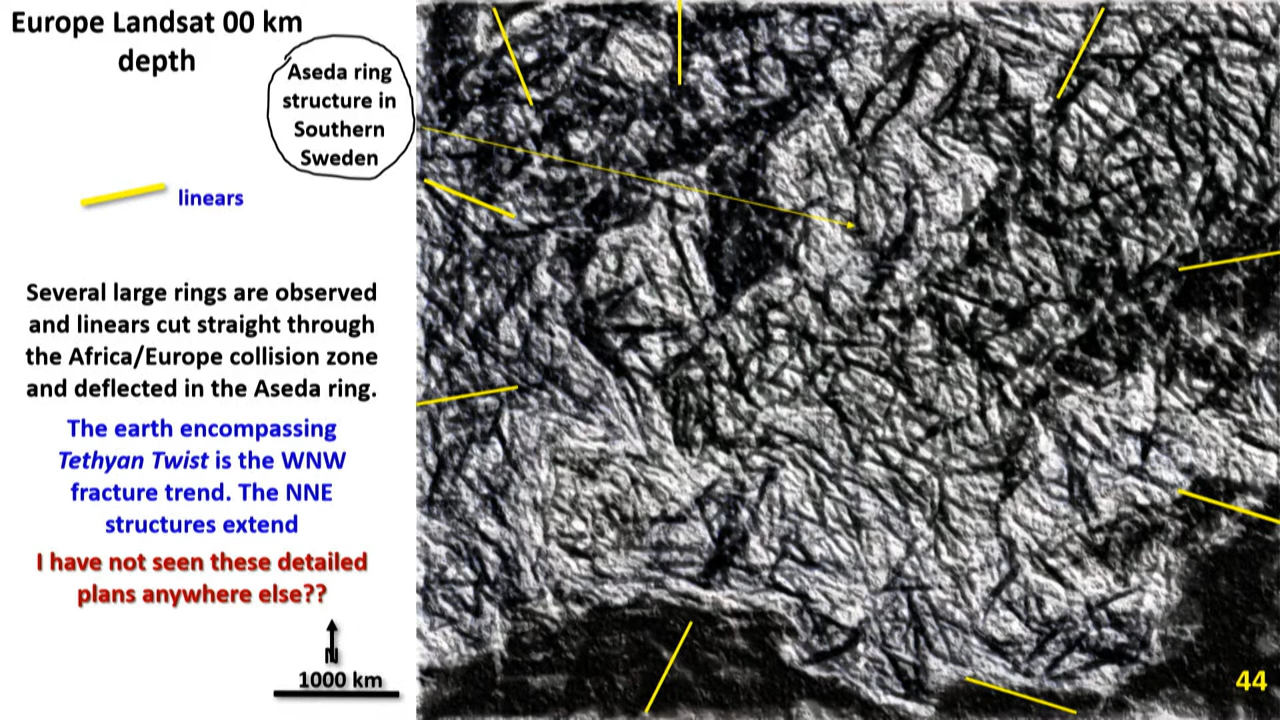 Europe Landsat 00 km
depth
Aseda ring
structure in
Southern
Sweden
linears
Several large rings are observed
and linears cut straight through
the Africa/Europe collision zone
and deflected in the Aseda ring.
The earth encompassing
Tethyan Twist is the WNW
fracture trend. The NNE
structures extend
I have not seen these detailed
plans anywhere else??
N
1000 km
44